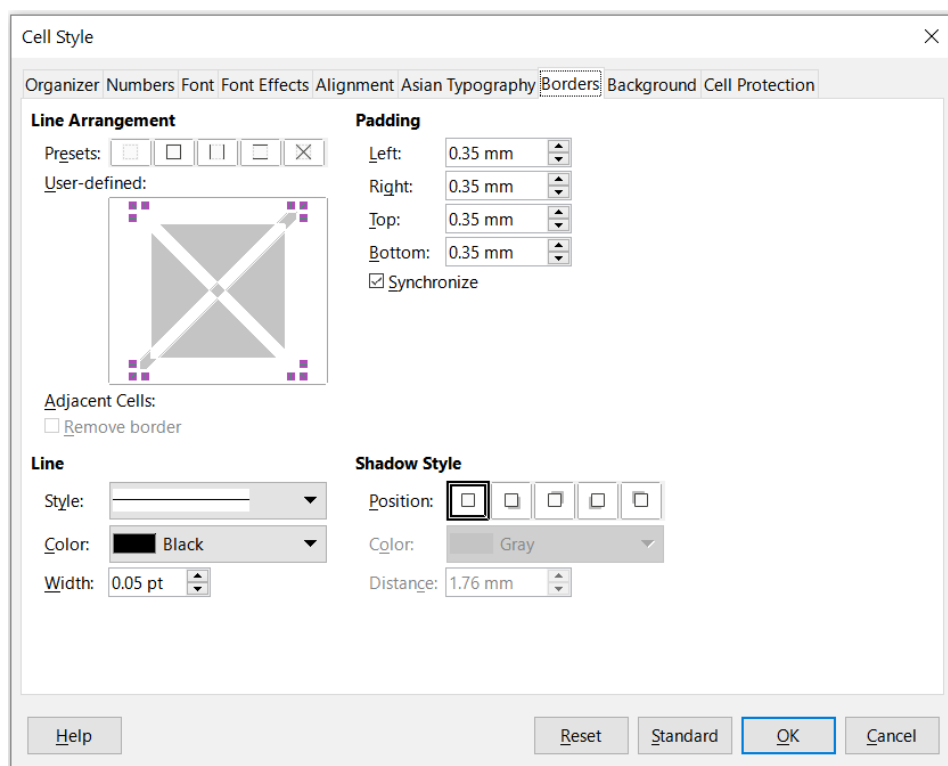 Cell Style
Organizer Numbers Font Font Effects Alignment Asian Typography Borders Background Cell Protection
Line Arrangement
Presets:
User-defined:
Adjacent Cells:
Remove border
Padding
Left: 0.35 mm
Right: 0.35 mm
Top: 0.35 mm
Bottom: 0.35 mm
Synchronize
Line
Style:
Color: Black
Width: 0.05 pt
Shadow Style
Position:
Color: Gray
Distance: 1.76 mm
Help Reset Standard OK Cancel